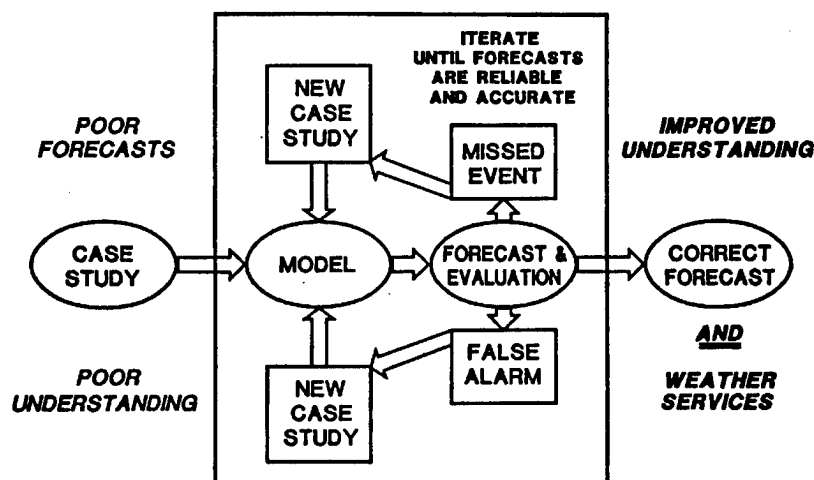 POOR
FORECASTS
CASE
STUDY
POOR
UNDERSTANDING
ITERATE
UNTIL FORECASTS
ARE RELIABLE
AND ACCURATE
NEW
CASE
STUDY
MISSED
EVENT
MODEL
FORECAST &
EVALUATION
NEW
CASE
STUDY
FALSE
ALARM
IMPROVED
UNDERSTANDING
CORRECT
FORECAST
AND
WEATHER
SERVICES